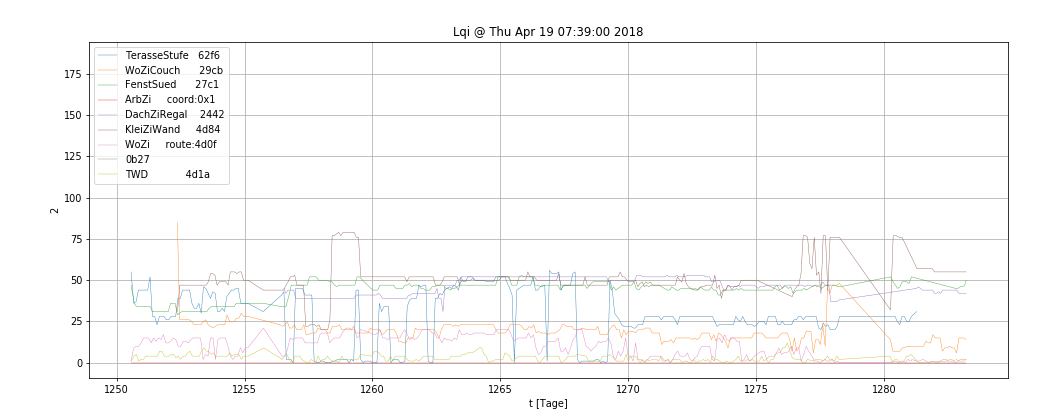 Lqi @ Thu Apr 19 07:39:00 2018
TerasseStufe 62f6
WoZiCouch 29cb
FenstSued 27c1
ArbZi coord:0x1
DachZiRegal 2442
KleiZiWand 4d84
WoZi route:4d0f
0b27
TWD 4d1a
175
150
125
100
75
50
25
0
2
1250 1255 1260 1265 1270 1275 1280
t [Tage]